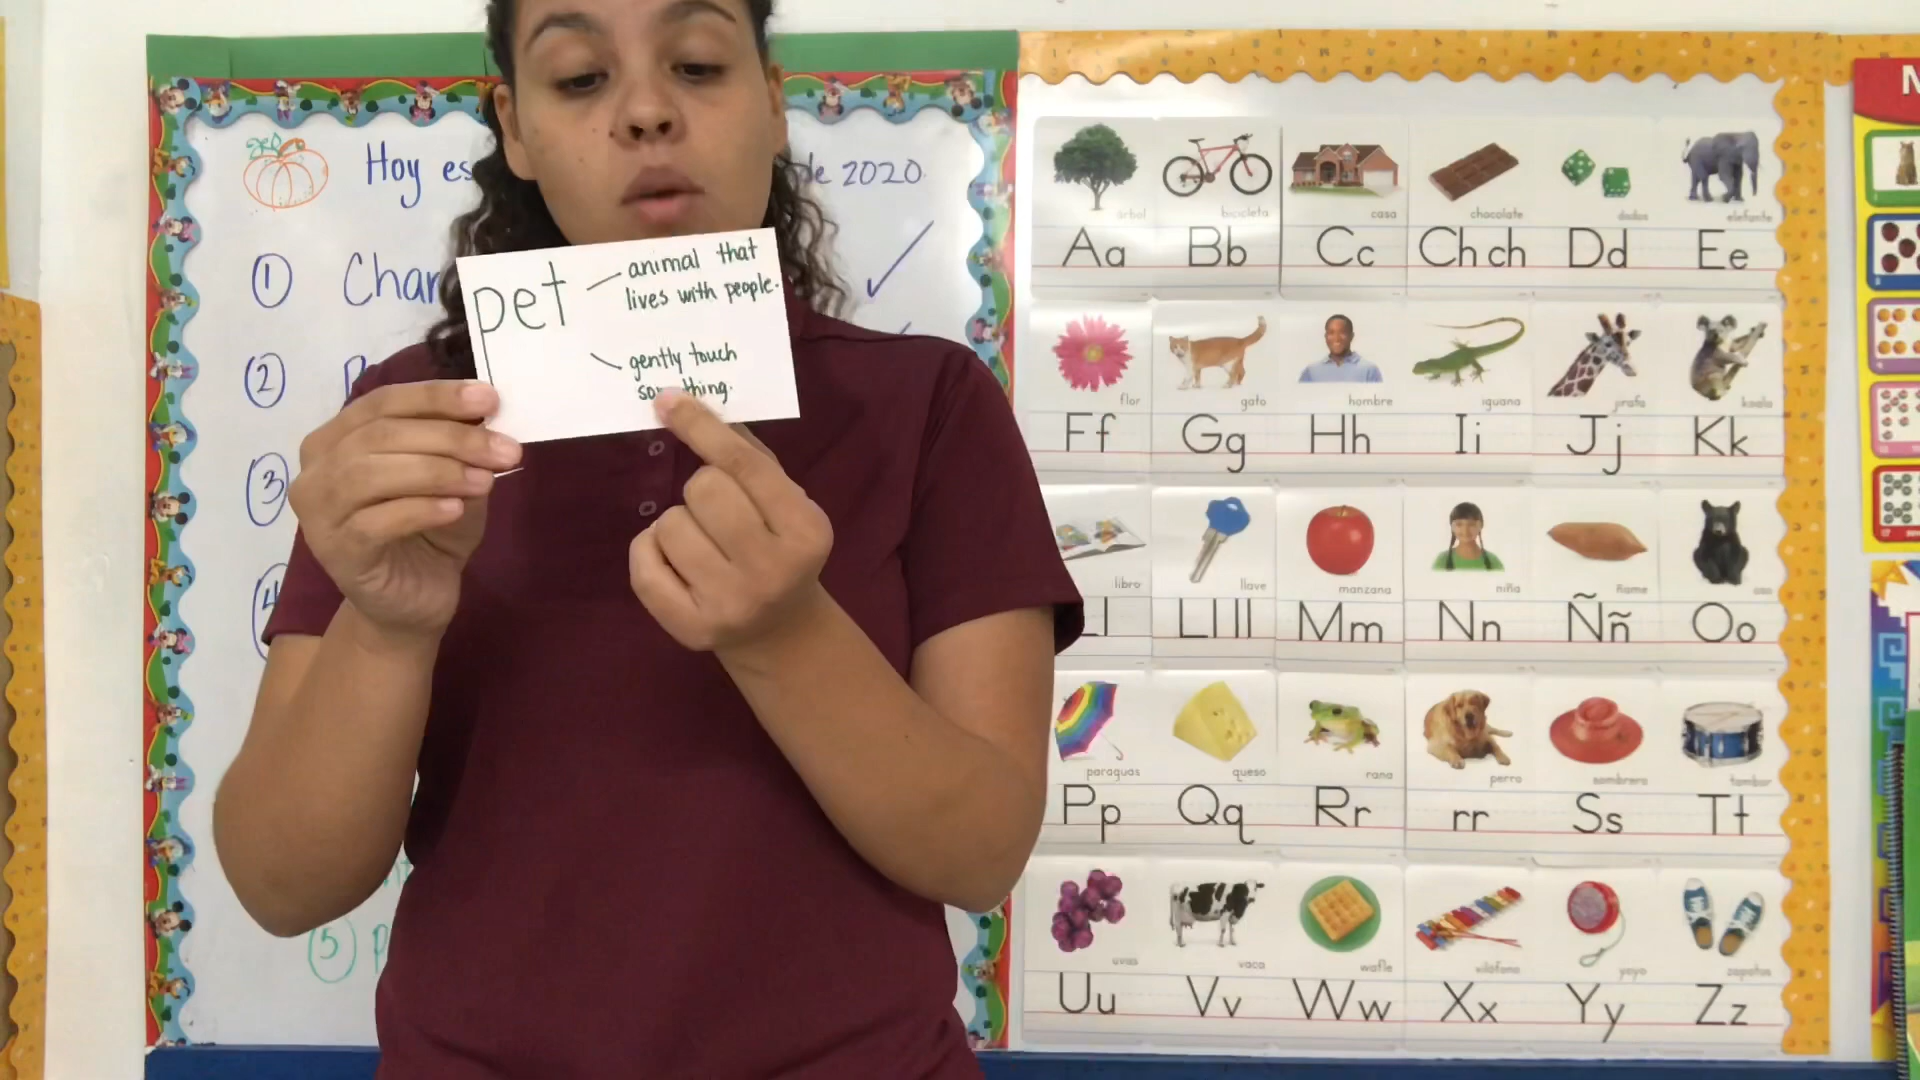 Hoy es
de 2020.
① Char
②
③
④
⑤ P
pet
animal that
lives with people.
gently touch
something.
árbol bicicleta casa chocolate dados elefante
Aa Bb Cc Ch ch Dd Ee
flor gato hombre iguana jirafa koala
Ff Gg Hh Ii Jj Kk
libro llave manzana niña ñame oso
Ll Ll ll Mm Nn Ññ Oo
paraguas queso rana perro sombrero tambor
Pp Qq Rr rr Ss Tt
uvas vaca wafle xilófono yoyo zapatos
Uu Vv Ww Xx Yy Zz
N